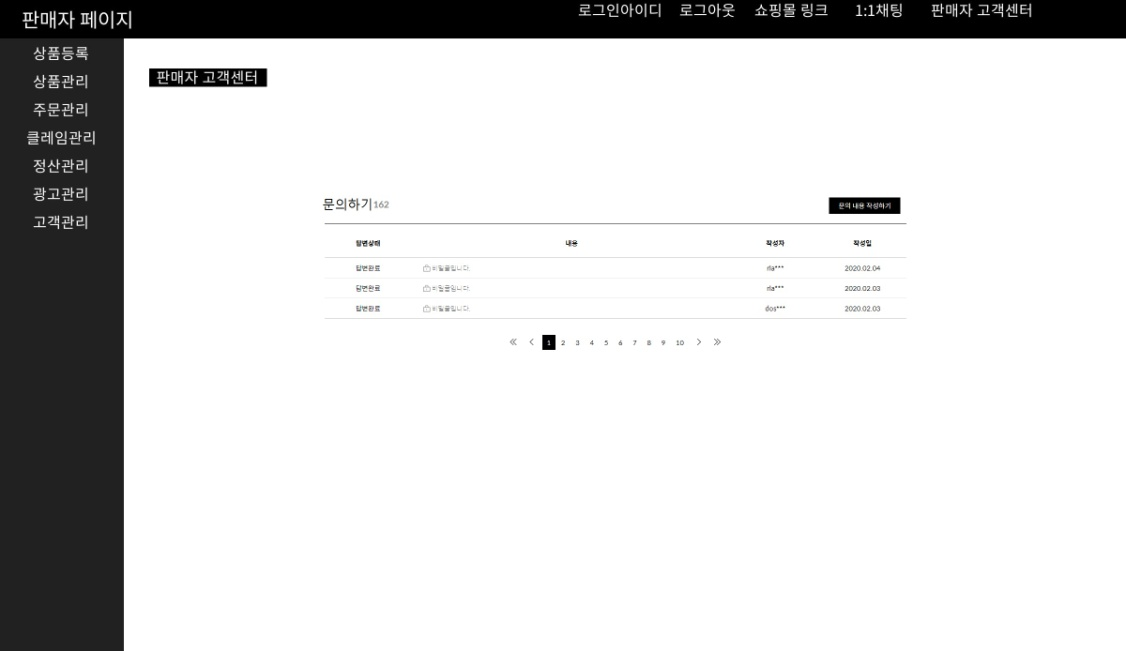 판매자 페이지
로그인아이디 로그아웃 쇼핑몰 링크 1:1채팅 판매자 고객센터
상품등록
상품관리
주문관리
클레임관리
정산관리
광고관리
고객관리
판매자 고객센터
문의하기 162
문의 내용 작성하기
답변상태 내용 작성자 작성일
답변완료 비밀글입니다. rla*** 2020.02.04
답변완료 비밀글입니다. rla*** 2020.02.03
답변완료 비밀글입니다. dos*** 2020.02.03
« < 1 2 3 4 5 6 7 8 9 10 > »